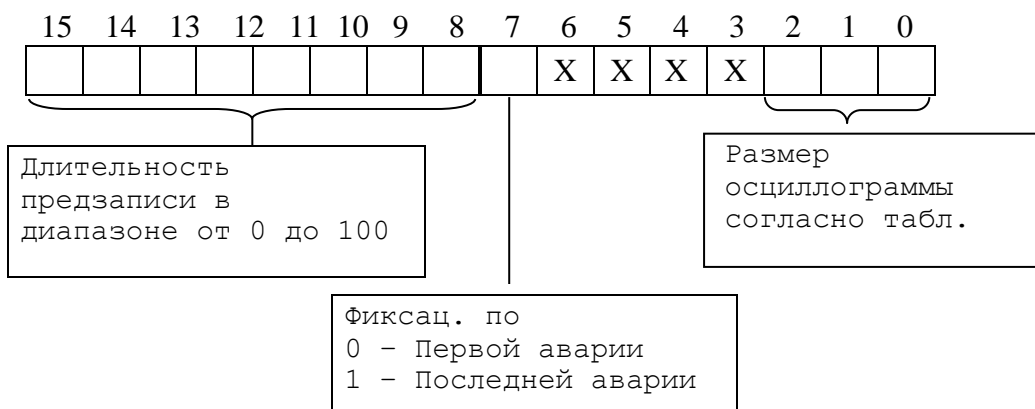 15 14 13 12 11 10 9 8 7 6 5 4 3 2 1 0
X X X X
Длительность
предзаписи в
диапазоне от 0 до 100
Размер
осциллограммы
согласно табл.
Фиксац. по
0 – Первой аварии
1 – Последней аварии